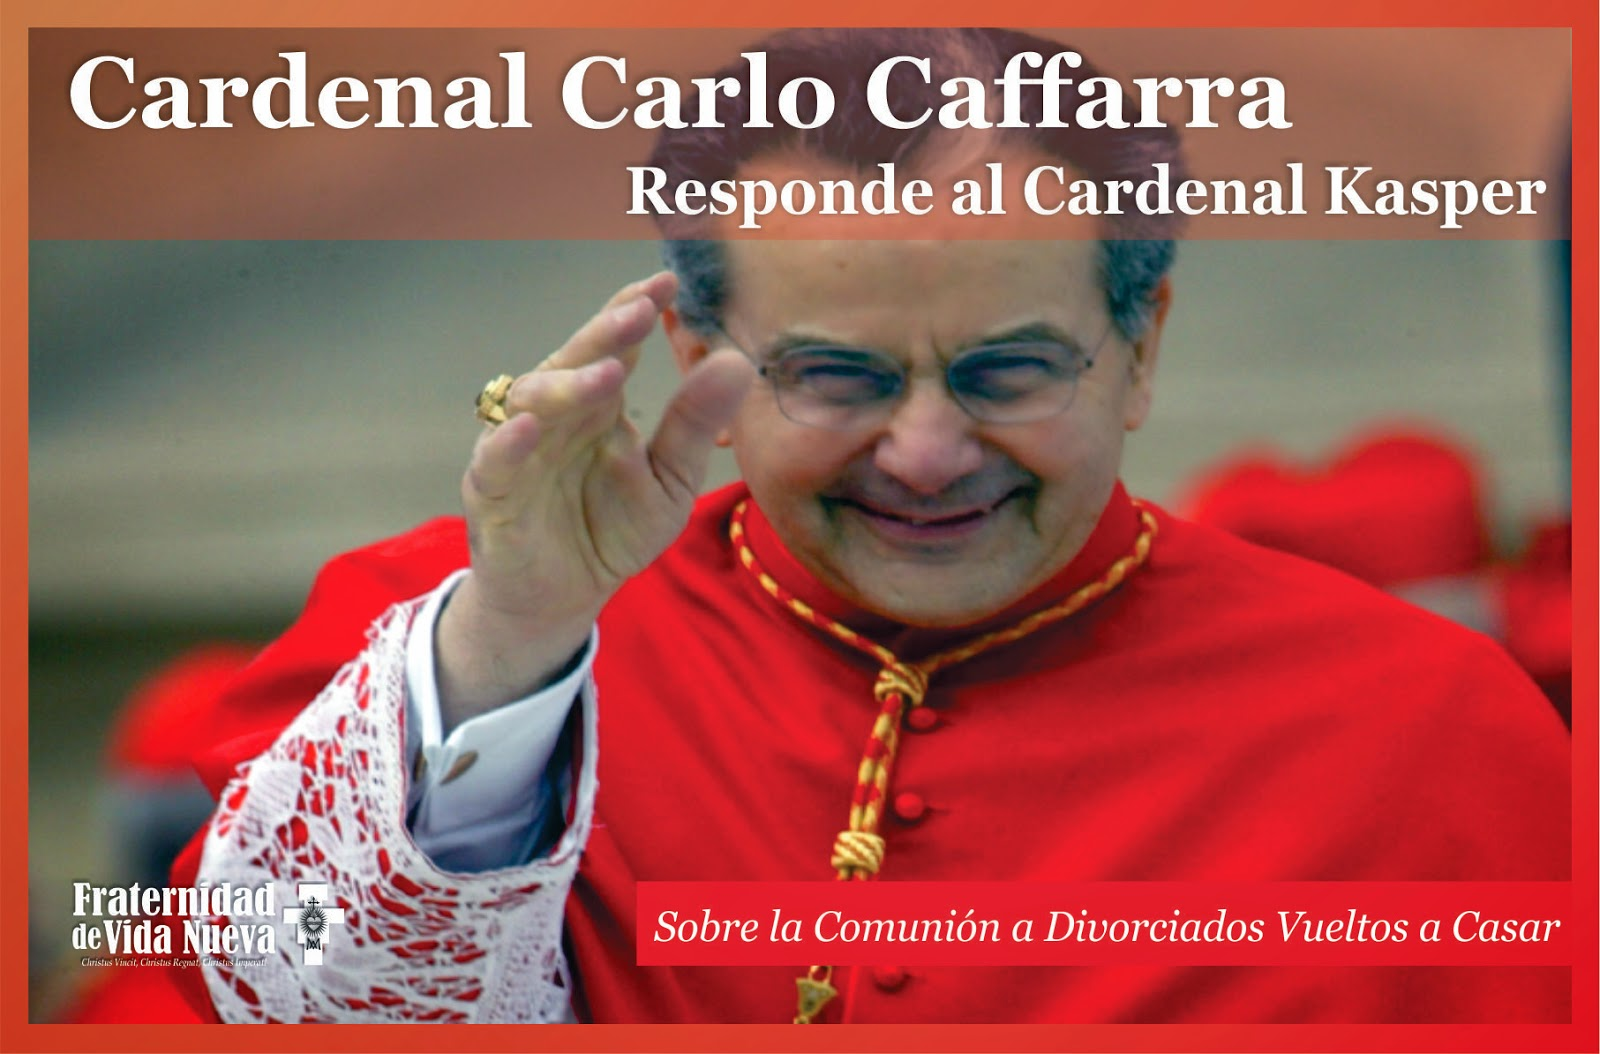 Cardenal Carlo Caffarra
Responde al Cardenal Kasper
Fraternidad
de Vida Nueva
Christus Vincit, Christus Regnat, Christus Imperat!
Sobre la Comunión a Divorciados Vueltos a Casar